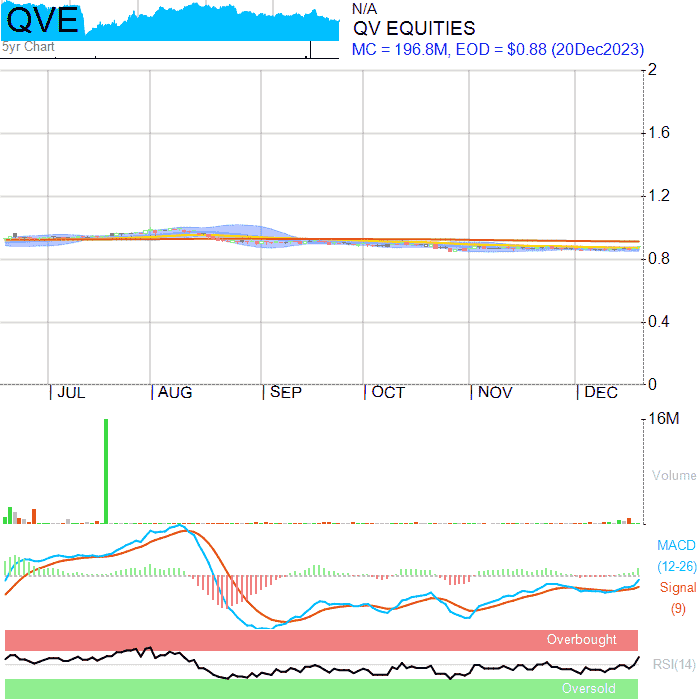 QVE
5yr Chart
N/A
QV EQUITIES
MC = 196.8M, EOD = $0.88 (20Dec2023)
2
1.6
1.2
0.8
0.4
0
JUL AUG SEP OCT NOV DEC
16M
Volume
MACD
(12-26)
Signal
(9)
Overbought
RSI(14)
Oversold